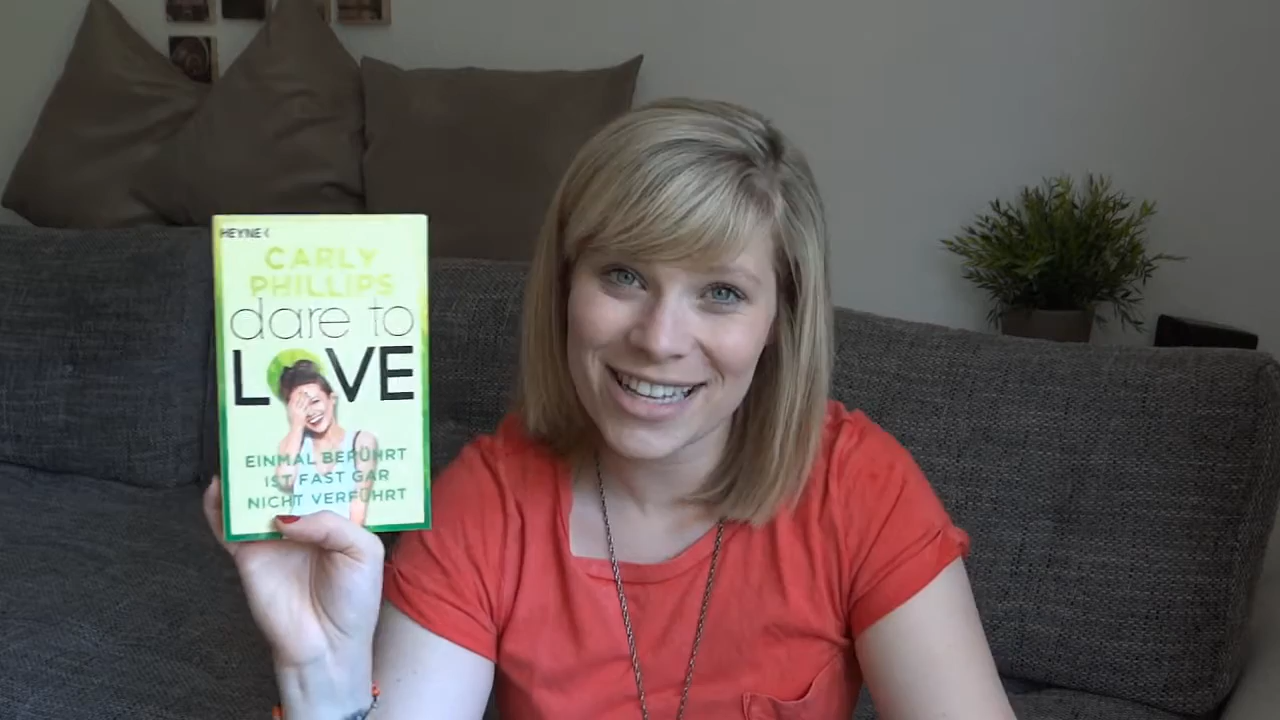 HEYNE <
CARLY
PHILLIPS
dare to
LOVE
EINMAL BERÜHRT
IST FAST GAR
NICHT VERFÜHRT